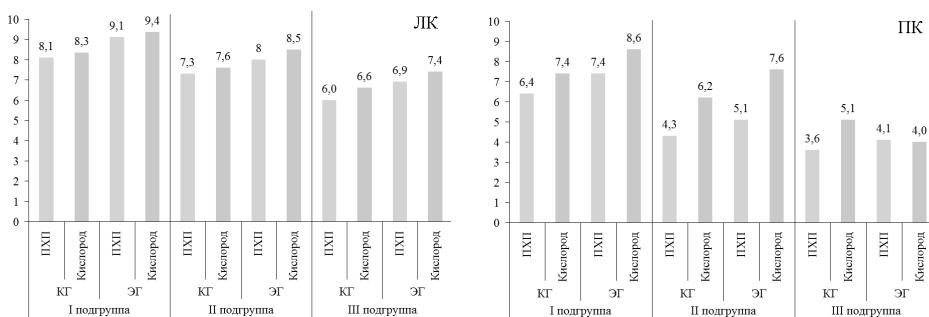 ЛК
10
9
8
7
6
5
4
3
2
1
0
8,1 8,3 9,1 9,4 7,3 7,6 8 8,5 6,0 6,6 6,9 7,4
ПХП Кислород ПХП Кислород ПХП Кислород ПХП Кислород ПХП Кислород ПХП Кислород
КГ ЭГ КГ ЭГ КГ ЭГ
I подгруппа II подгруппа III подгруппа
ПК
10
9
8
7
6
5
4
3
2
1
0
6,4 7,4 7,4 8,6 4,3 6,2 5,1 7,6 3,6 5,1 4,1 4,0
ПХП Кислород ПХП Кислород ПХП Кислород ПХП Кислород ПХП Кислород ПХП Кислород
КГ ЭГ КГ ЭГ КГ ЭГ
I подгруппа II подгруппа III подгруппа